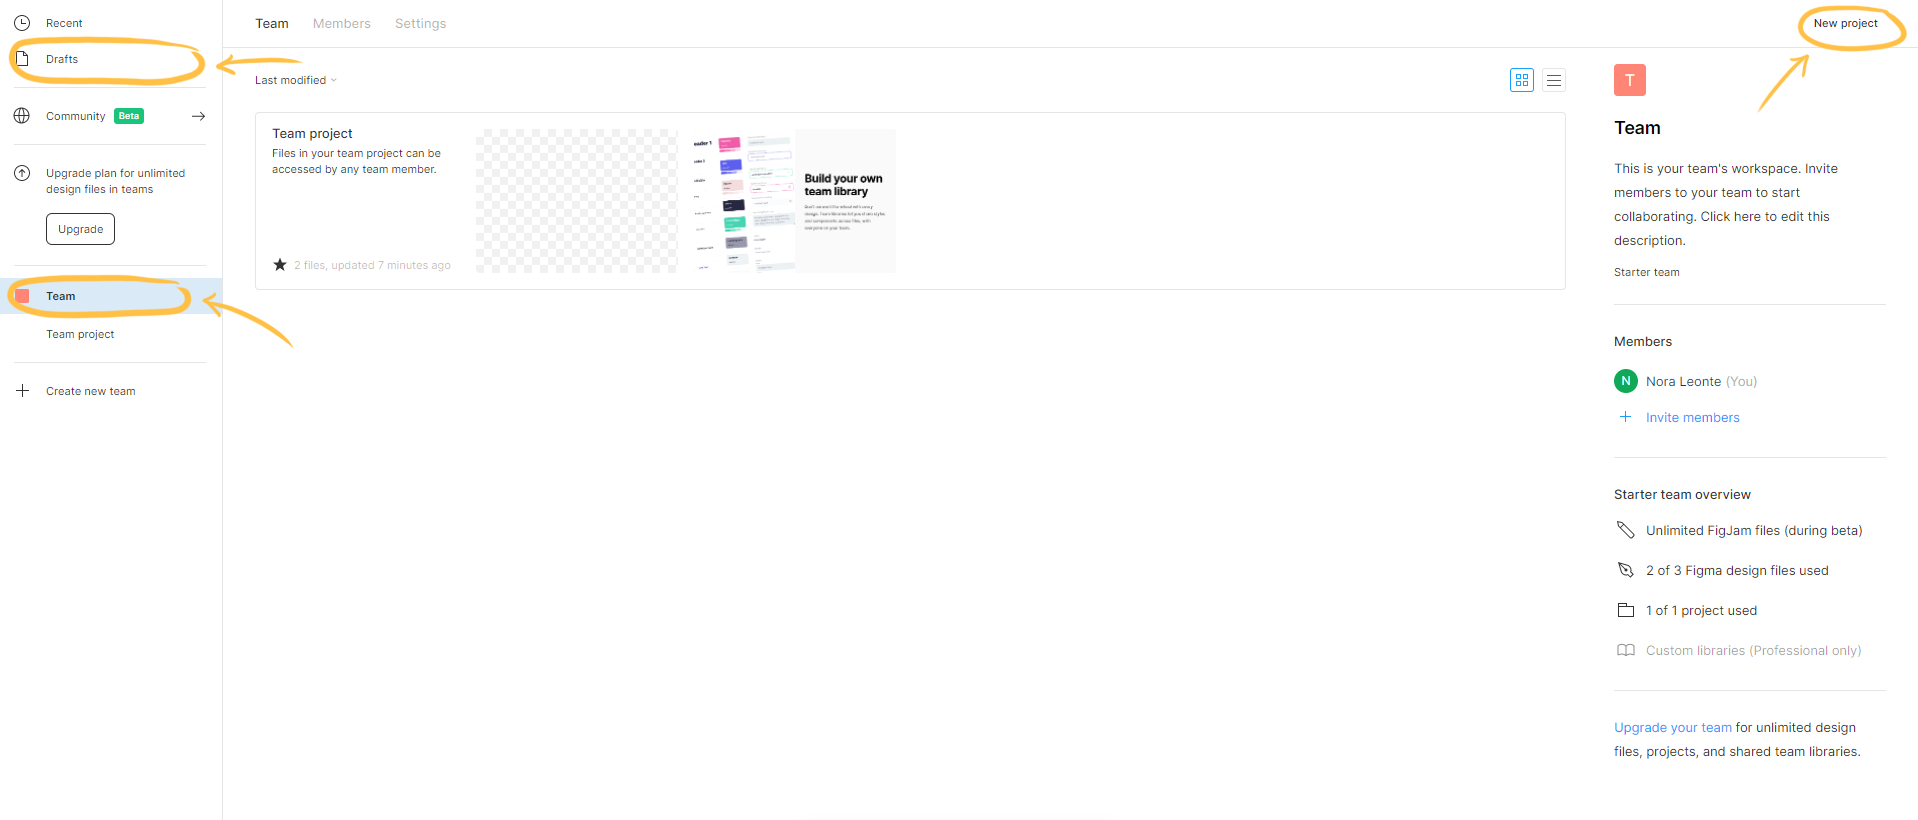 Recent
Drafts
Community Beta
Upgrade plan for unlimited
design files in teams
Upgrade
Team
Team project
Create new team
Team Members Settings
New project
Last modified
Team project
Files in your team project can be
accessed by any team member.
2 files, updated 7 minutes ago
Build your own
team library
T
Team
This is your team's workspace. Invite
members to your team to start
collaborating. Click here to edit this
description.
Starter team
Members
N Nora Leonte (You)
Invite members
Starter team overview
Unlimited FigJam files (during beta)
2 of 3 Figma design files used
1 of 1 project used
Custom libraries (Professional only)
Upgrade your team for unlimited design
files, projects, and shared team libraries.